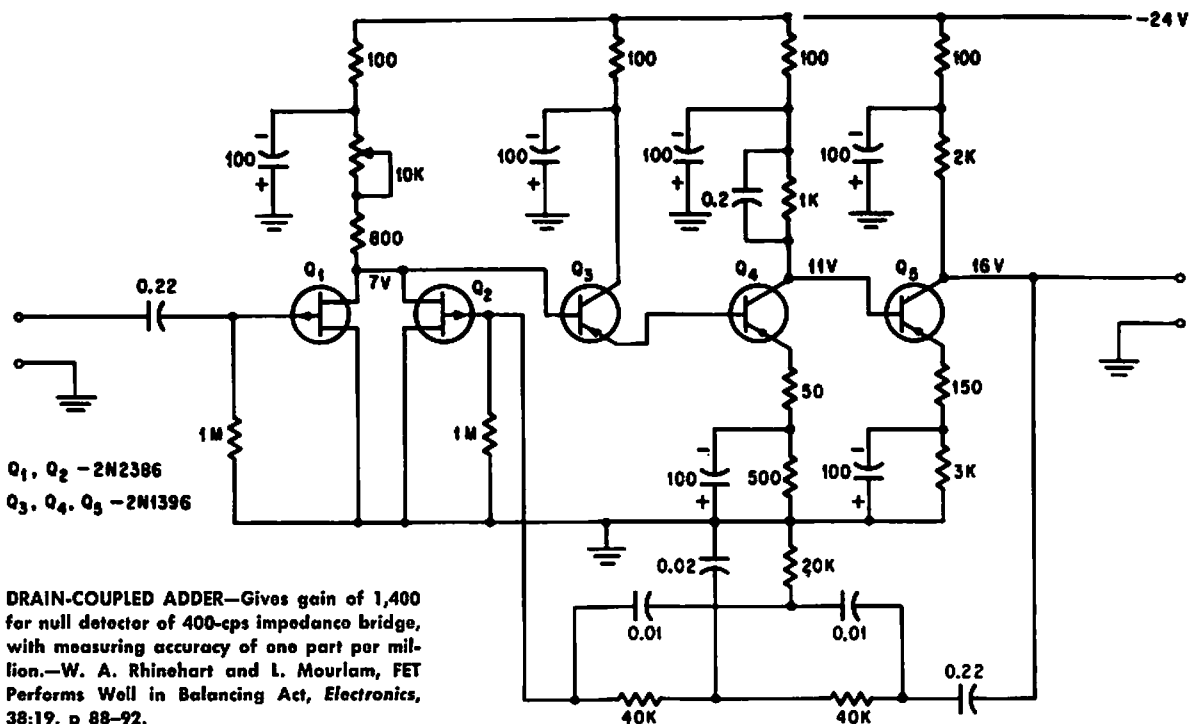 −24 V
100
100
100
100
−
100
+
10K
−
100
+
−
100
+
0.2
1K
−
100
+
2K
800
Q1
7V
Q2
Q3
Q4
11V
Q5
16V
0.22
50
150
1M
1M
−
100
+
500
−
100
+
3K
Q1, Q2 −2N2386
Q3, Q4, Q5 −2N1396
0.02
20K
0.01
0.01
0.22
40K
40K
DRAIN-COUPLED ADDER—Gives gain of 1,400
for null detector of 400-cps impedance bridge,
with measuring accuracy of one part per mil-
lion.—W. A. Rhinehart and L. Mourlam, FET
Performs Well in Balancing Act, Electronics,
38:19, p 88–92.